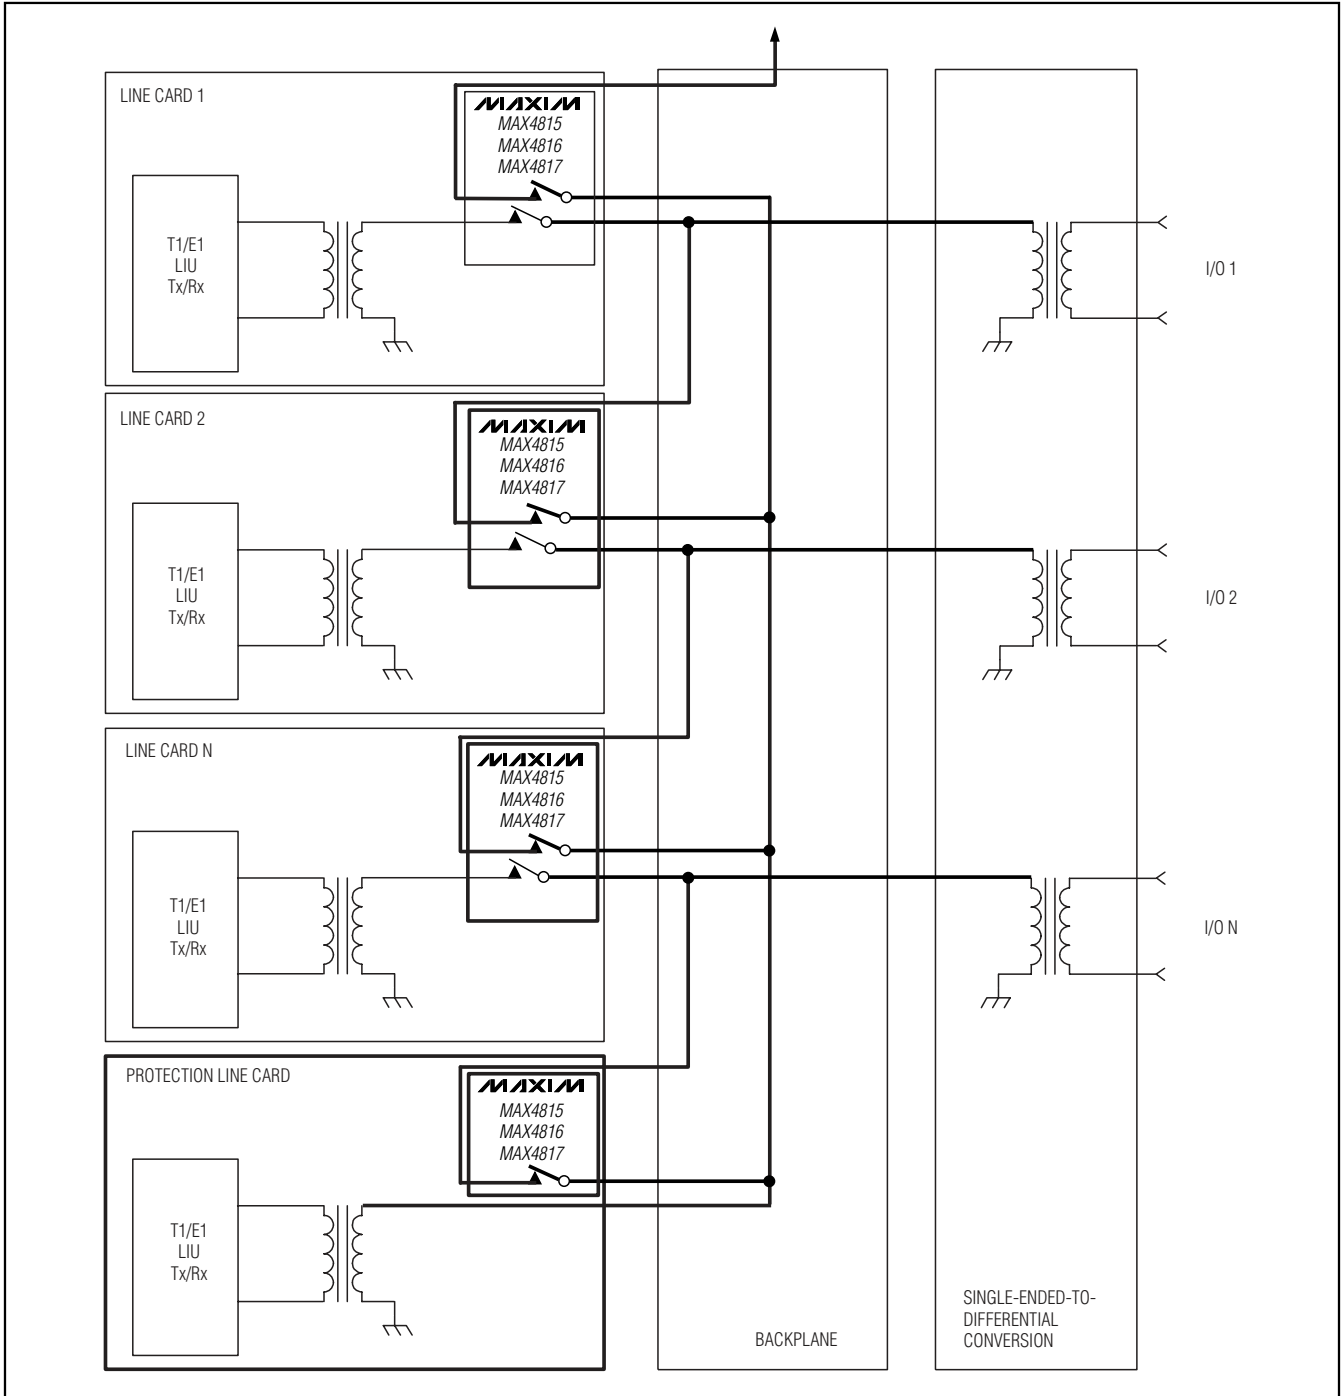 LINE CARD 1
MAXIM
MAX4815
MAX4816
MAX4817
T1/E1
LIU
Tx/Rx
I/O 1
LINE CARD 2
MAXIM
MAX4815
MAX4816
MAX4817
T1/E1
LIU
Tx/Rx
I/O 2
LINE CARD N
MAXIM
MAX4815
MAX4816
MAX4817
T1/E1
LIU
Tx/Rx
I/O N
PROTECTION LINE CARD
MAXIM
MAX4815
MAX4816
MAX4817
T1/E1
LIU
Tx/Rx
BACKPLANE
SINGLE-ENDED-TO-
DIFFERENTIAL
CONVERSION